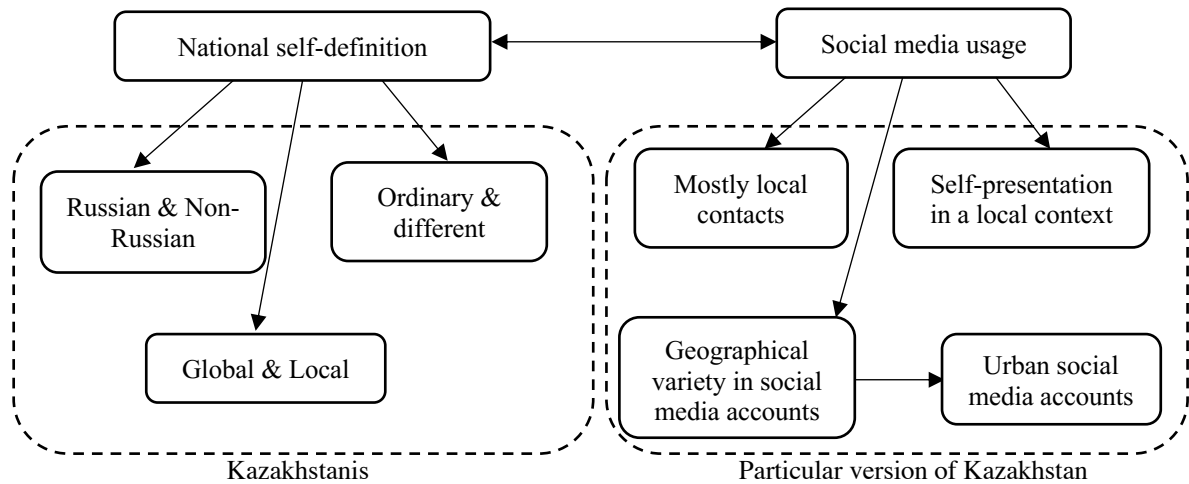 National self-definition
Social media usage
Russian & Non-
Russian
Ordinary &
different
Global & Local
Mostly local
contacts
Self-presentation
in a local context
Geographical
variety in social
media accounts
Urban social
media accounts
Kazakhstanis
Particular version of Kazakhstan